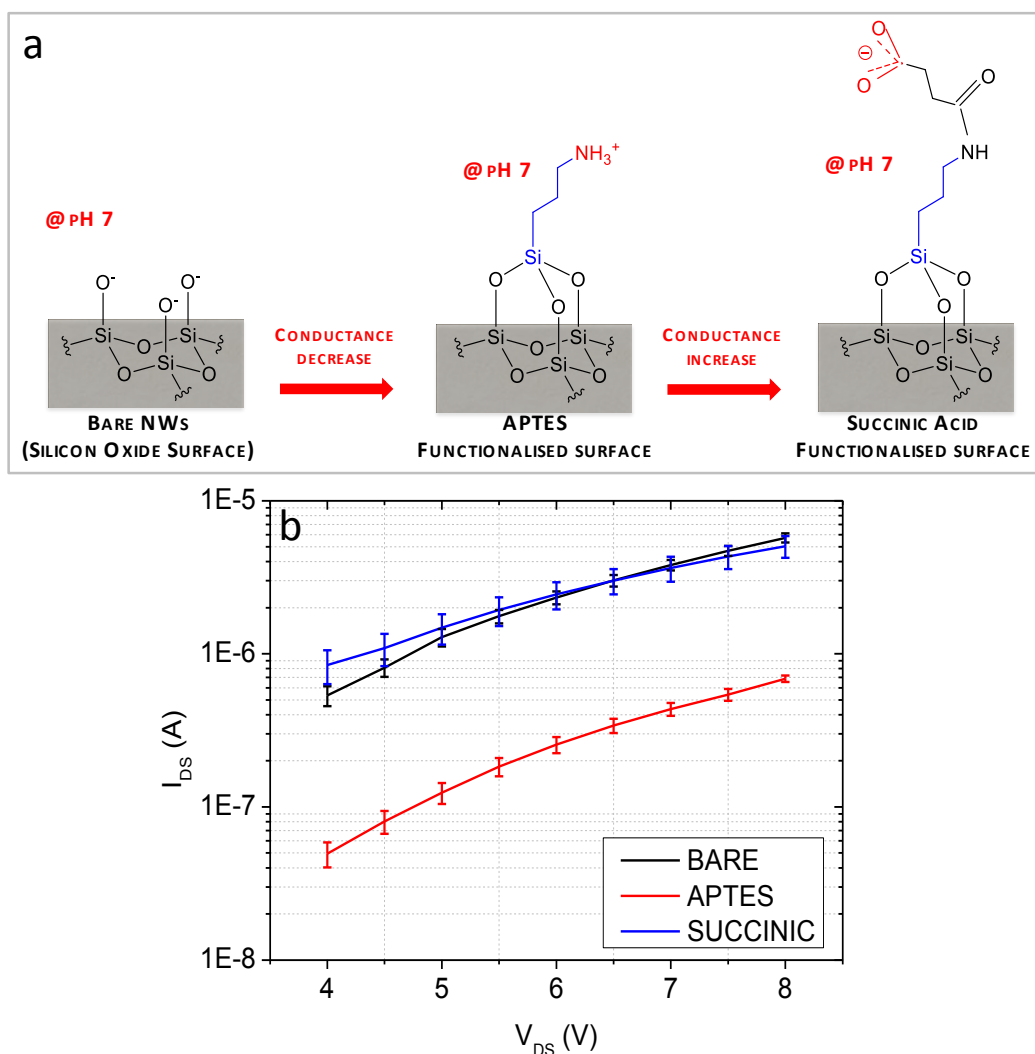 a
O
⊖
O
O
NH
@PH 7
NH3+
@PH 7
@PH 7
Si
Si
O- O- O-
O O O
O O O
Si Si Si
O O O
Si Si Si
O O O
Si Si Si
O O O
CONDUCTANCE
DECREASE
CONDUCTANCE
INCREASE
BARE NWS
(SILICON OXIDE SURFACE)
APTES
FUNCTIONALISED SURFACE
SUCCINIC ACID
FUNCTIONALISED SURFACE
b
1E-5
1E-6
1E-7
1E-8
IDS (A)
BARE
APTES
SUCCINIC
4 5 6 7 8
VDS (V)